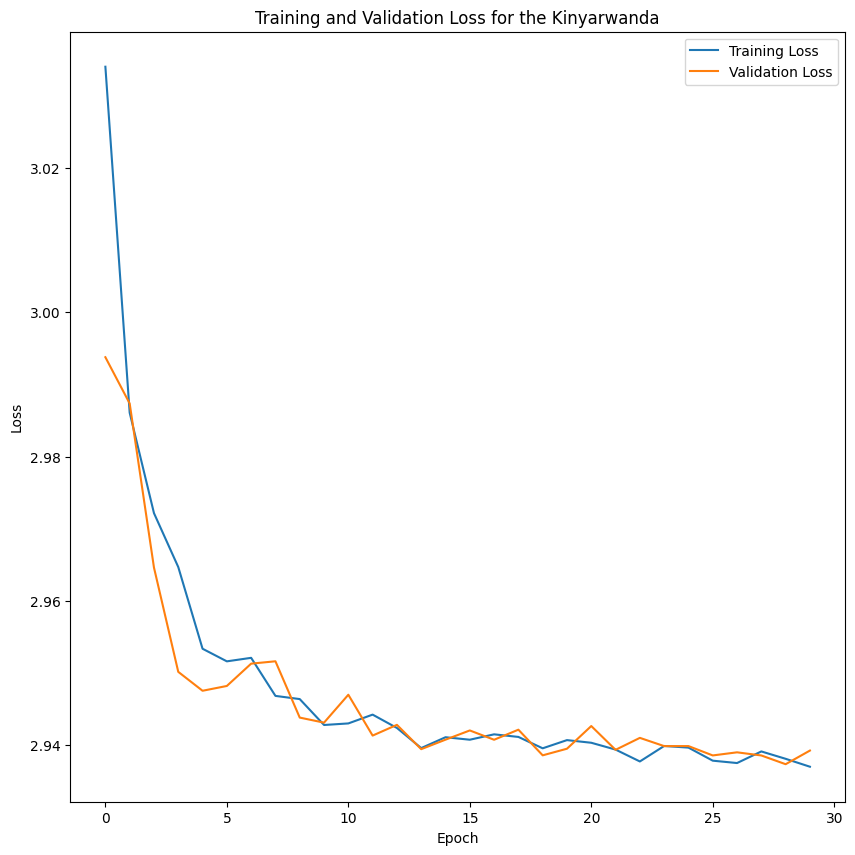 Training and Validation Loss for the Kinyarwanda
Training Loss
Validation Loss
3.02
3.00
2.98
2.96
2.94
Loss
0 5 10 15 20 25 30
Epoch